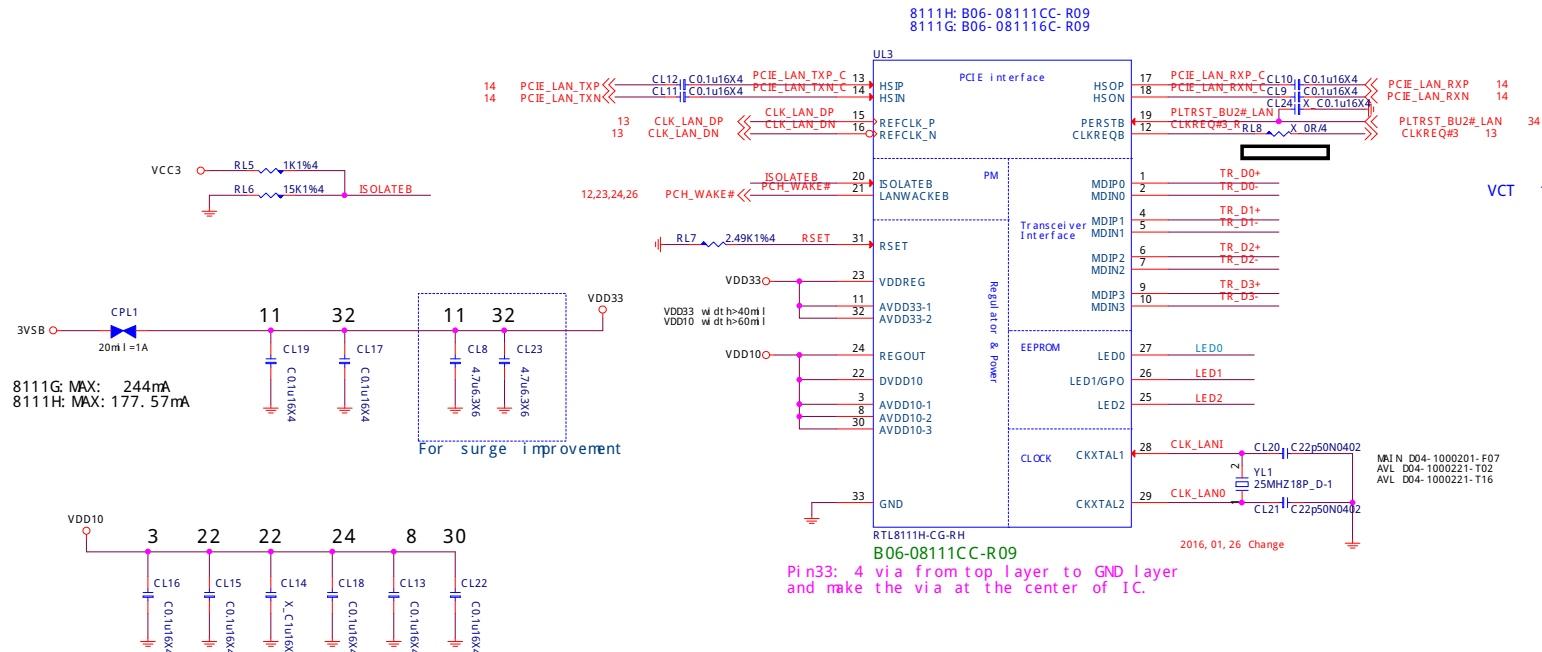 8111H: B06-08111CC-R09
8111G: B06-081116C-R09
UL3
PCIE interface
14 PCIE_LAN_TXP CL12 C0.1u16X4 PCIE_LAN_TXP_C 13 HSIP
14 PCIE_LAN_TXN CL11 C0.1u16X4 PCIE_LAN_TXN_C 14 HSIN
HSOP 17 PCIE_LAN_RXP_C CL10 C0.1u16X4 PCIE_LAN_RXP 14
HSON 18 PCIE_LAN_RXN_C CL9 C0.1u16X4 PCIE_LAN_RXN 14
CL24 X_C0.1u16X4
13 CLK_LAN_DP CLK_LAN_DP 15 REFCLK_P
13 CLK_LAN_DN CLK_LAN_DN 16 REFCLK_N
PERSTB 19 PLTRST_BU2#_LAN PLTRST_BU2#_LAN 34
CLKREQB 12 CLKREQ#3_R RL8 X_0R/4 CLKREQ#3 13
VCC3 RL5 1K1%4
RL6 15K1%4 ISOLATEB
ISOLATEB 20 ISOLATEB
12,23,24,26 PCH_WAKE# PCH_WAKE# 21 LANWACKEB
PM
MDIP0 1 TR_D0+
MDIN0 2 TR_D0-
VCT
Transceiver
Interface
MDIP1 4 TR_D1+
MDIN1 5 TR_D1-
RL7 2.49K1%4 RSET 31 RSET
MDIP2 6 TR_D2+
MDIN2 7 TR_D2-
VDD33 23 VDDREG
11 AVDD33-1
32 AVDD33-2
VDD33 width>40mil
VDD10 width>60mil
Regulator & Power
MDIP3 9 TR_D3+
MDIN3 10 TR_D3-
3VSB CPL1 11 32 11 32 VDD33
20mil=1A
CL19 C0.1u16X4
CL17 C0.1u16X4
CL8 4.7u6.3X6
CL23 4.7u6.3X6
For surge improvement
8111G: MAX: 244mA
8111H: MAX: 177.57mA
VDD10 24 REGOUT
22 DVDD10
3 AVDD10-1
8 AVDD10-2
30 AVDD10-3
EEPROM
LED0 27 LED0
LED1/GPO 26 LED1
LED2 25 LED2
CLOCK
CKXTAL1 28 CLK_LANI CL20 C22p50N0402
2
YL1
25MHZ18P_D-1
1
CKXTAL2 29 CLK_LANO CL21 C22p50N0402
MAIN D04-1000201-F07
AVL D04-1000221-T02
AVL D04-1000221-T16
33 GND
RTL8111H-CG-RH
B06-08111CC-R09
2016,01,26 Change
Pin33: 4 via from top layer to GND layer
and make the via at the center of IC.
VDD10
3 22 22 24 8 30
CL16 C0.1u16X4
CL15 C0.1u16X4
CL14 X_C1u16X
CL18 C0.1u16X4
CL13 C0.1u16X4
CL22 C0.1u16X4